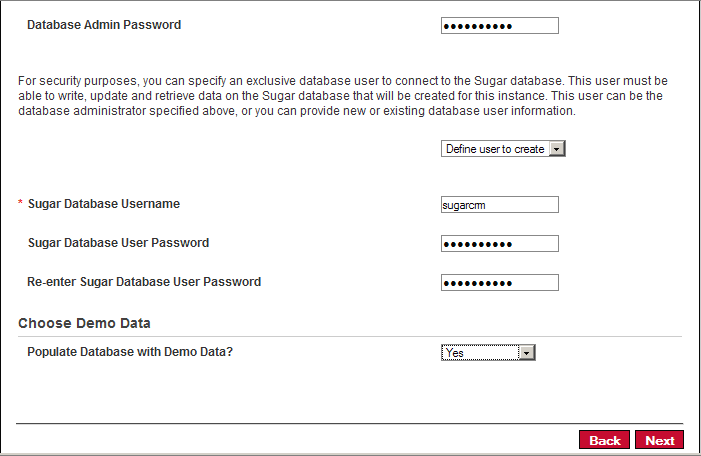 Database Admin Password
●●●●●●●●●●
For security purposes, you can specify an exclusive database user to connect to the Sugar database. This user must be
able to write, update and retrieve data on the Sugar database that will be created for this instance. This user can be the
database administrator specified above, or you can provide new or existing database user information.
Define user to create
* Sugar Database Username
sugarcrm
Sugar Database User Password
●●●●●●●●●●
Re-enter Sugar Database User Password
●●●●●●●●●●
Choose Demo Data
Populate Database with Demo Data?
Yes
Back Next